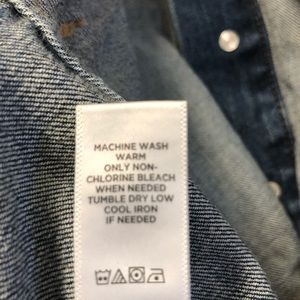 MACHINE WASH
WARM
ONLY NON-
CHLORINE BLEACH
WHEN NEEDED
TUMBLE DRY LOW
COOL IRON
IF NEEDED